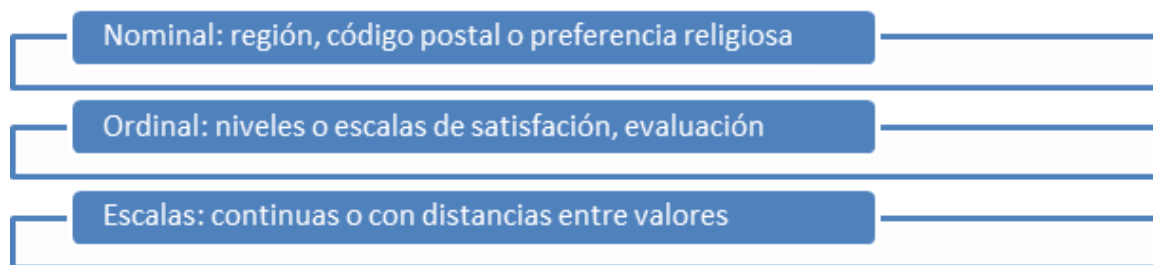 Nominal: región, código postal o preferencia religiosa
Ordinal: niveles o escalas de satisfación, evaluación
Escalas: continuas o con distancias entre valores